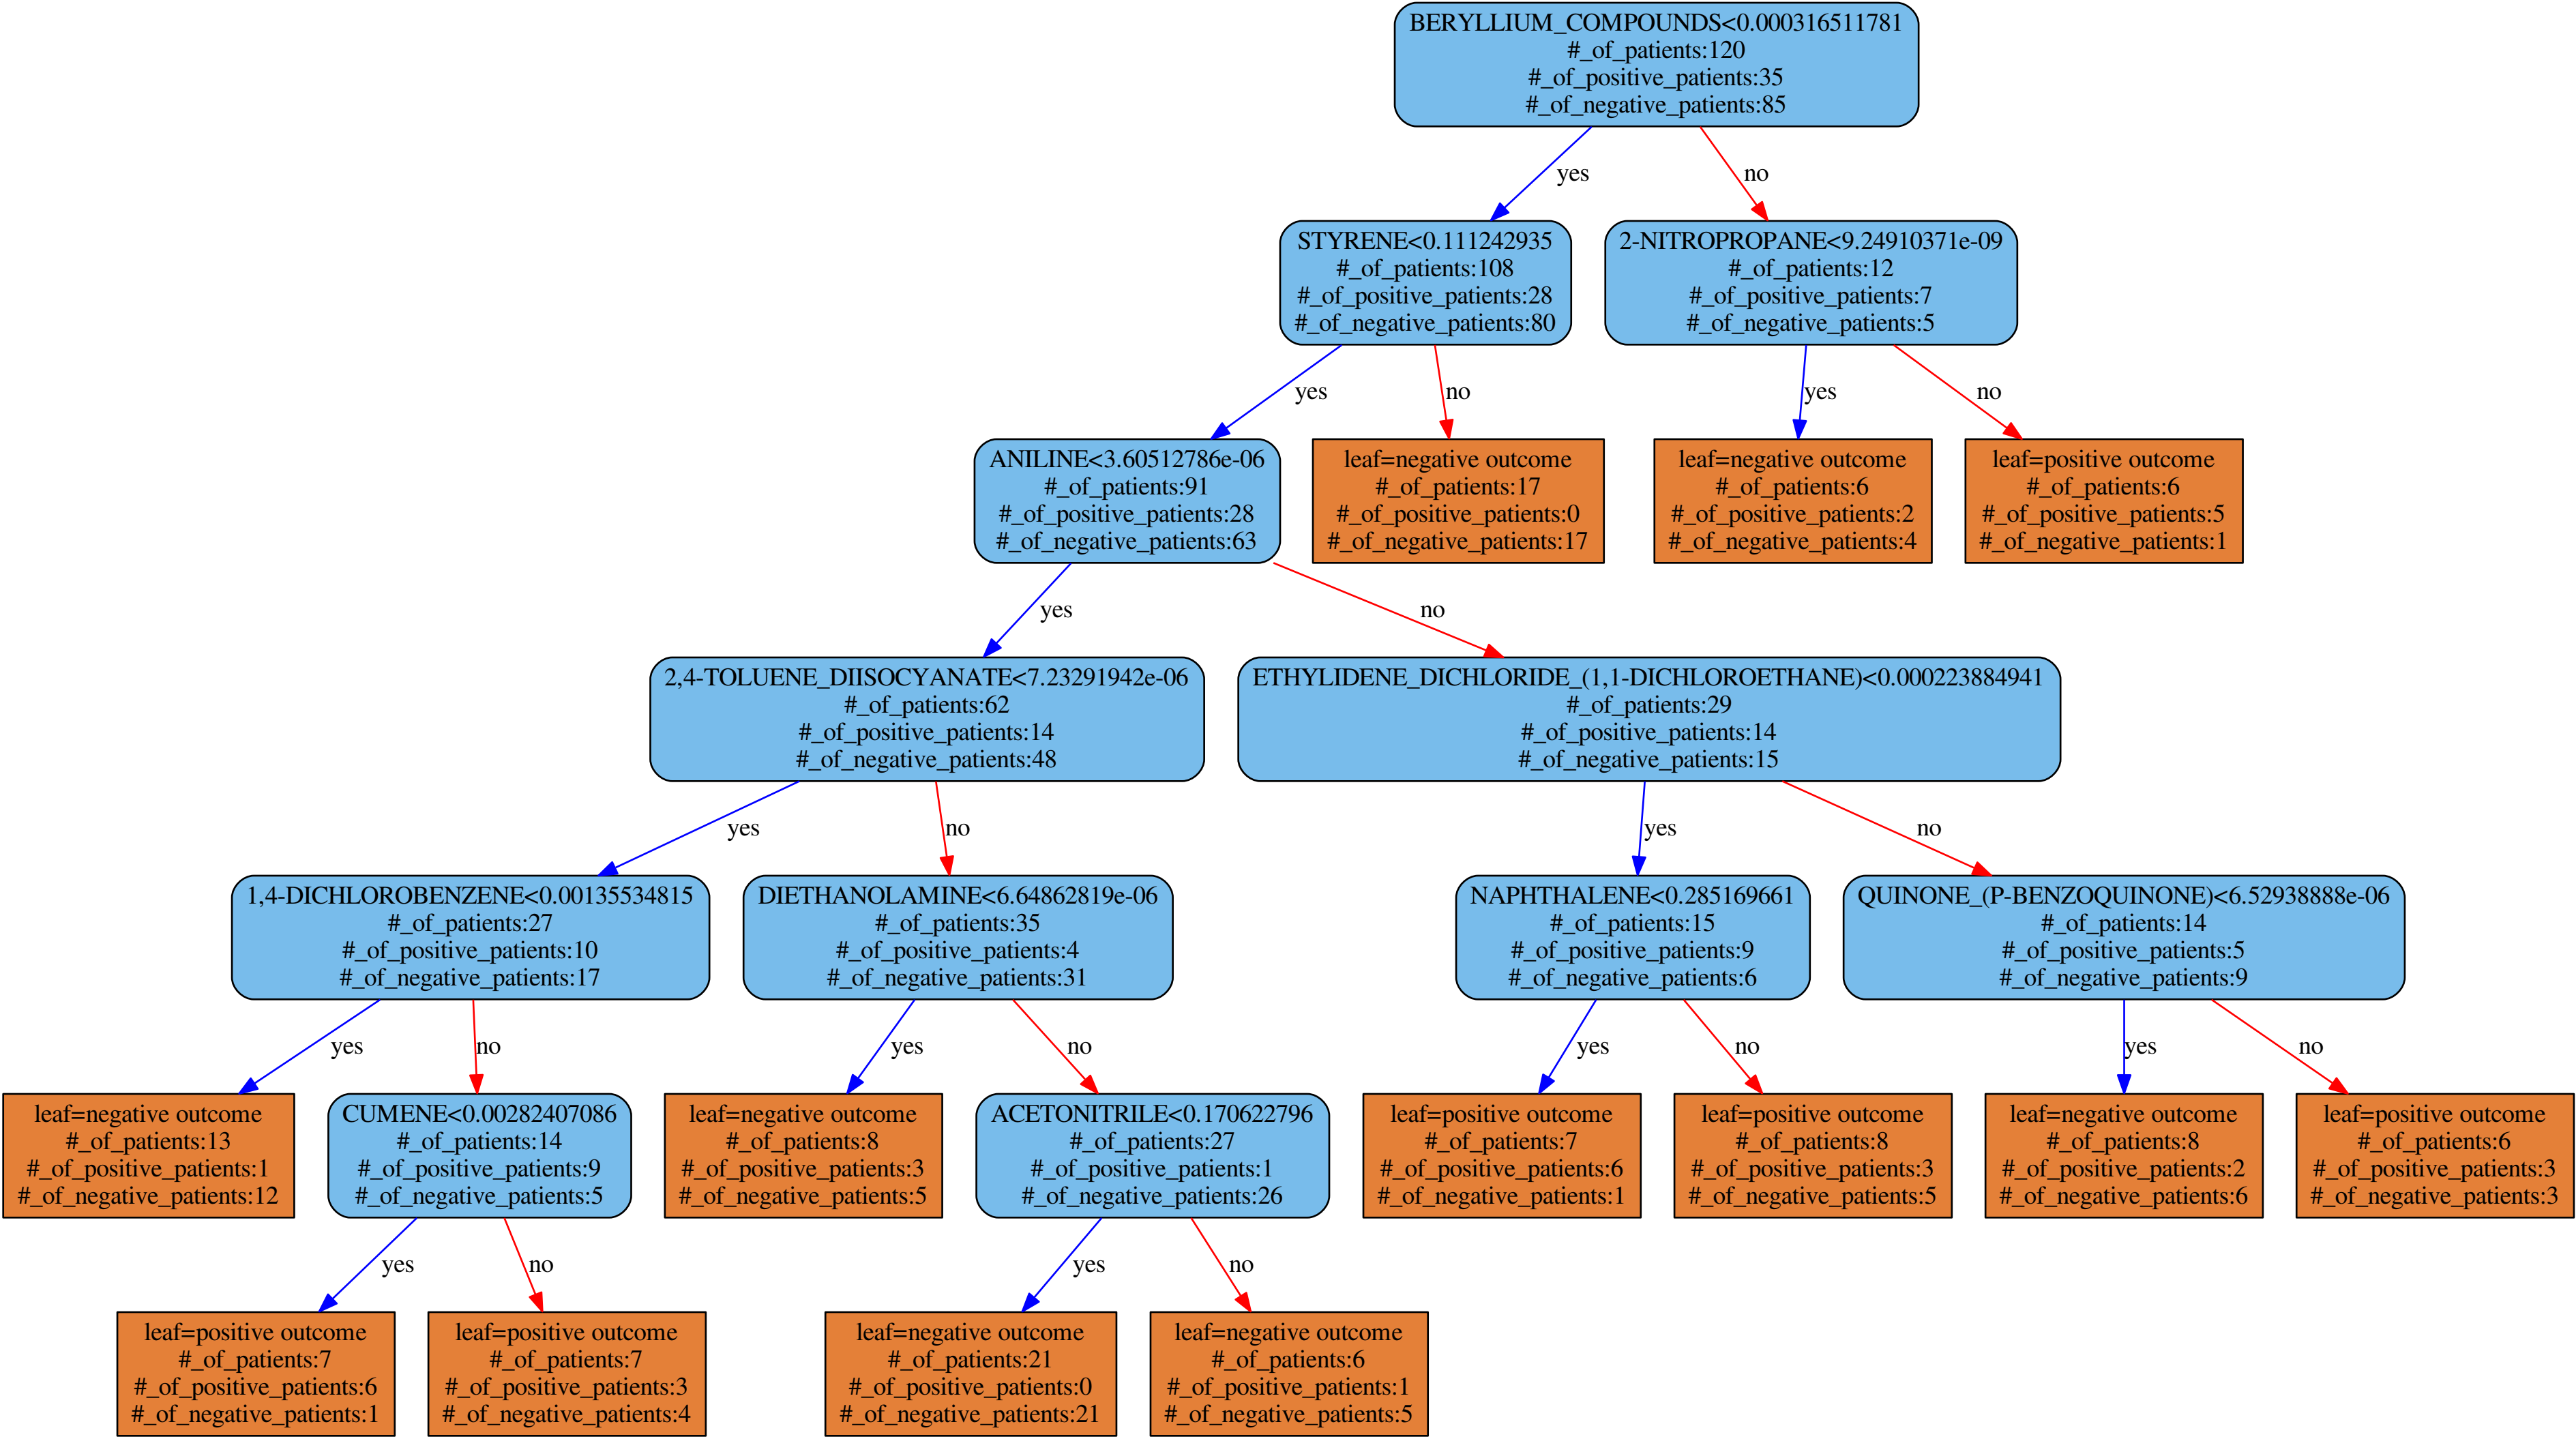 BERYLLIUM_COMPOUNDS<0.000316511781
#_of_patients:120
#_of_positive_patients:35
#_of_negative_patients:85
yes
no
STYRENE<0.111242935
#_of_patients:108
#_of_positive_patients:28
#_of_negative_patients:80
2-NITROPROPANE<9.24910371e-09
#_of_patients:12
#_of_positive_patients:7
#_of_negative_patients:5
yes
no
yes
no
ANILINE<3.60512786e-06
#_of_patients:91
#_of_positive_patients:28
#_of_negative_patients:63
leaf=negative outcome
#_of_patients:17
#_of_positive_patients:0
#_of_negative_patients:17
leaf=negative outcome
#_of_patients:6
#_of_positive_patients:2
#_of_negative_patients:4
leaf=positive outcome
#_of_patients:6
#_of_positive_patients:5
#_of_negative_patients:1
yes
no
2,4-TOLUENE_DIISOCYANATE<7.23291942e-06
#_of_patients:62
#_of_positive_patients:14
#_of_negative_patients:48
ETHYLIDENE_DICHLORIDE_(1,1-DICHLOROETHANE)<0.000223884941
#_of_patients:29
#_of_positive_patients:14
#_of_negative_patients:15
yes
no
yes
no
1,4-DICHLOROBENZENE<0.00135534815
#_of_patients:27
#_of_positive_patients:10
#_of_negative_patients:17
DIETHANOLAMINE<6.64862819e-06
#_of_patients:35
#_of_positive_patients:4
#_of_negative_patients:31
NAPHTHALENE<0.285169661
#_of_patients:15
#_of_positive_patients:9
#_of_negative_patients:6
QUINONE_(P-BENZOQUINONE)<6.52938888e-06
#_of_patients:14
#_of_positive_patients:5
#_of_negative_patients:9
yes
no
yes
no
yes
no
yes
no
leaf=negative outcome
#_of_patients:13
#_of_positive_patients:1
#_of_negative_patients:12
CUMENE<0.00282407086
#_of_patients:14
#_of_positive_patients:9
#_of_negative_patients:5
leaf=negative outcome
#_of_patients:8
#_of_positive_patients:3
#_of_negative_patients:5
ACETONITRILE<0.170622796
#_of_patients:27
#_of_positive_patients:1
#_of_negative_patients:26
leaf=positive outcome
#_of_patients:7
#_of_positive_patients:6
#_of_negative_patients:1
leaf=positive outcome
#_of_patients:8
#_of_positive_patients:3
#_of_negative_patients:5
leaf=negative outcome
#_of_patients:8
#_of_positive_patients:2
#_of_negative_patients:6
leaf=positive outcome
#_of_patients:6
#_of_positive_patients:3
#_of_negative_patients:3
yes
no
yes
no
leaf=positive outcome
#_of_patients:7
#_of_positive_patients:6
#_of_negative_patients:1
leaf=positive outcome
#_of_patients:7
#_of_positive_patients:3
#_of_negative_patients:4
leaf=negative outcome
#_of_patients:21
#_of_positive_patients:0
#_of_negative_patients:21
leaf=negative outcome
#_of_patients:6
#_of_positive_patients:1
#_of_negative_patients:5